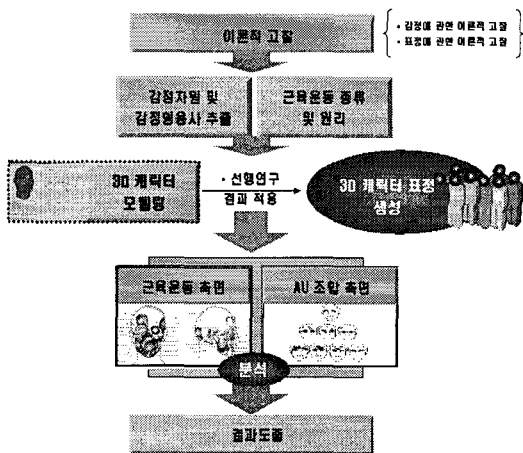 이론적 고찰
• 감정에 관한 이론적 고찰
• 표정에 관한 이론적 고찰
감정차원 및
감정형용사 추출
근육운동 종류
및 원리
3D 캐릭터
모델링
• 선행연구
결과 적용
3D 캐릭터 표정
생성
근육운동 측면
AU 조합 측면
분석
결과도출